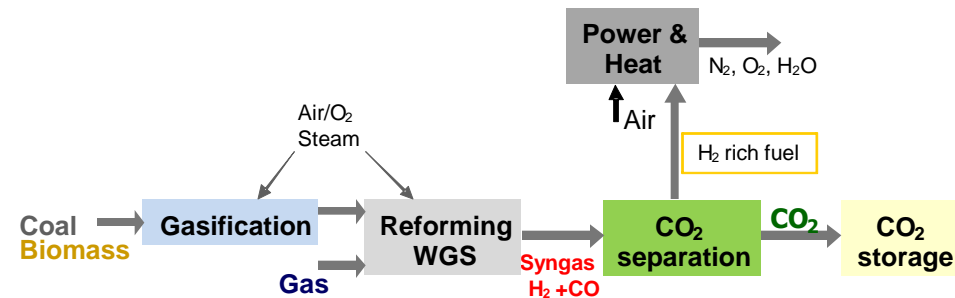 Power &
Heat
N₂, O₂, H₂O
Air/O₂
Steam
Air
H₂ rich fuel
Coal
Biomass
Gasification
Reforming
WGS
Gas
Syngas
H₂ +CO
CO₂
separation
CO₂
CO₂
storage